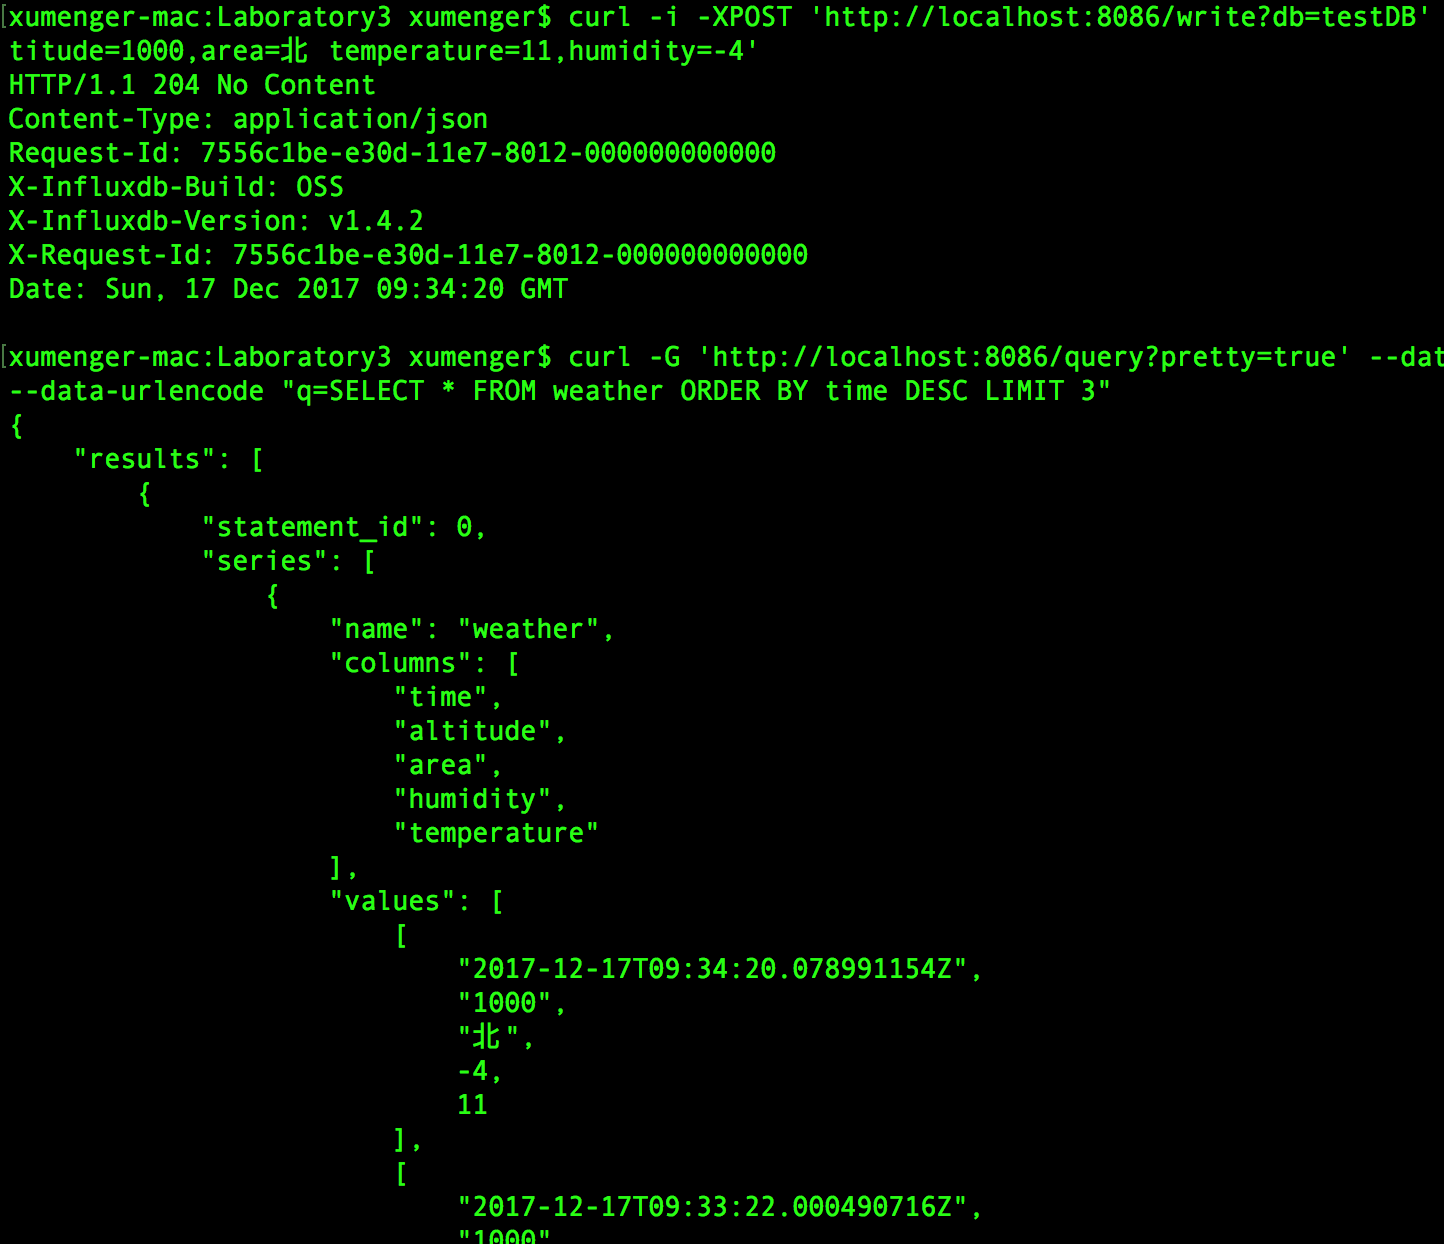 [xumenger-mac:Laboratory3 xumenger$ curl -i -XPOST 'http://localhost:8086/write?db=testDB'
titude=1000,area=北 temperature=11,humidity=-4'
HTTP/1.1 204 No Content
Content-Type: application/json
Request-Id: 7556c1be-e30d-11e7-8012-000000000000
X-Influxdb-Build: OSS
X-Influxdb-Version: v1.4.2
X-Request-Id: 7556c1be-e30d-11e7-8012-000000000000
Date: Sun, 17 Dec 2017 09:34:20 GMT
[xumenger-mac:Laboratory3 xumenger$ curl -G 'http://localhost:8086/query?pretty=true' --dat
--data-urlencode "q=SELECT * FROM weather ORDER BY time DESC LIMIT 3"
{
"results": [
{
"statement_id": 0,
"series": [
{
"name": "weather",
"columns": [
"time",
"altitude",
"area",
"humidity",
"temperature"
],
"values": [
[
"2017-12-17T09:34:20.078991154Z",
"1000",
"北",
-4,
11
],
[
"2017-12-17T09:33:22.000490716Z",
"1000"